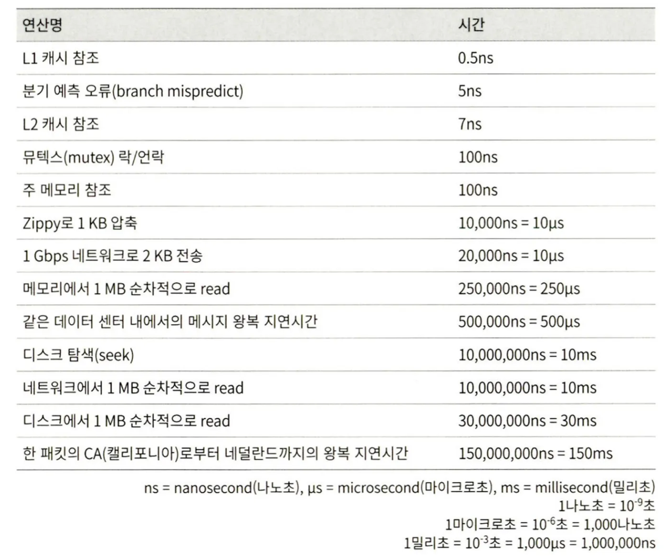 연산명 시간
L1 캐시 참조 0.5ns
분기 예측 오류(branch mispredict) 5ns
L2 캐시 참조 7ns
뮤텍스(mutex) 락/언락 100ns
주 메모리 참조 100ns
Zippy로 1 KB 압축 10,000ns = 10μs
1 Gbps 네트워크로 2 KB 전송 20,000ns = 10μs
메모리에서 1 MB 순차적으로 read 250,000ns = 250μs
같은 데이터 센터 내에서의 메시지 왕복 지연시간 500,000ns = 500μs
디스크 탐색(seek) 10,000,000ns = 10ms
네트워크에서 1 MB 순차적으로 read 10,000,000ns = 10ms
디스크에서 1 MB 순차적으로 read 30,000,000ns = 30ms
한 패킷의 CA(캘리포니아)로부터 네덜란드까지의 왕복 지연시간 150,000,000ns = 150ms
ns = nanosecond(나노초), μs = microsecond(마이크로초), ms = millisecond(밀리초)
1나노초 = 10⁻⁹초
1마이크로초 = 10⁻⁶초 = 1,000나노초
1밀리초 = 10⁻³초 = 1,000μs = 1,000,000ns